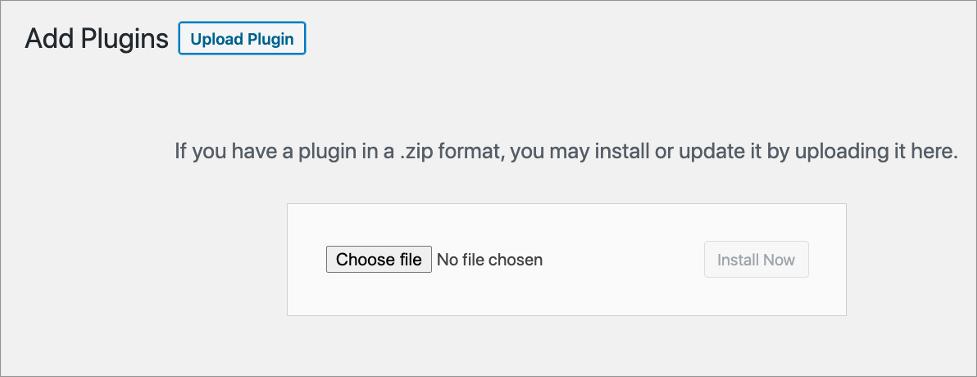 Add Plugins Upload Plugin
If you have a plugin in a .zip format, you may install or update it by uploading it here.
Choose file No file chosen Install Now